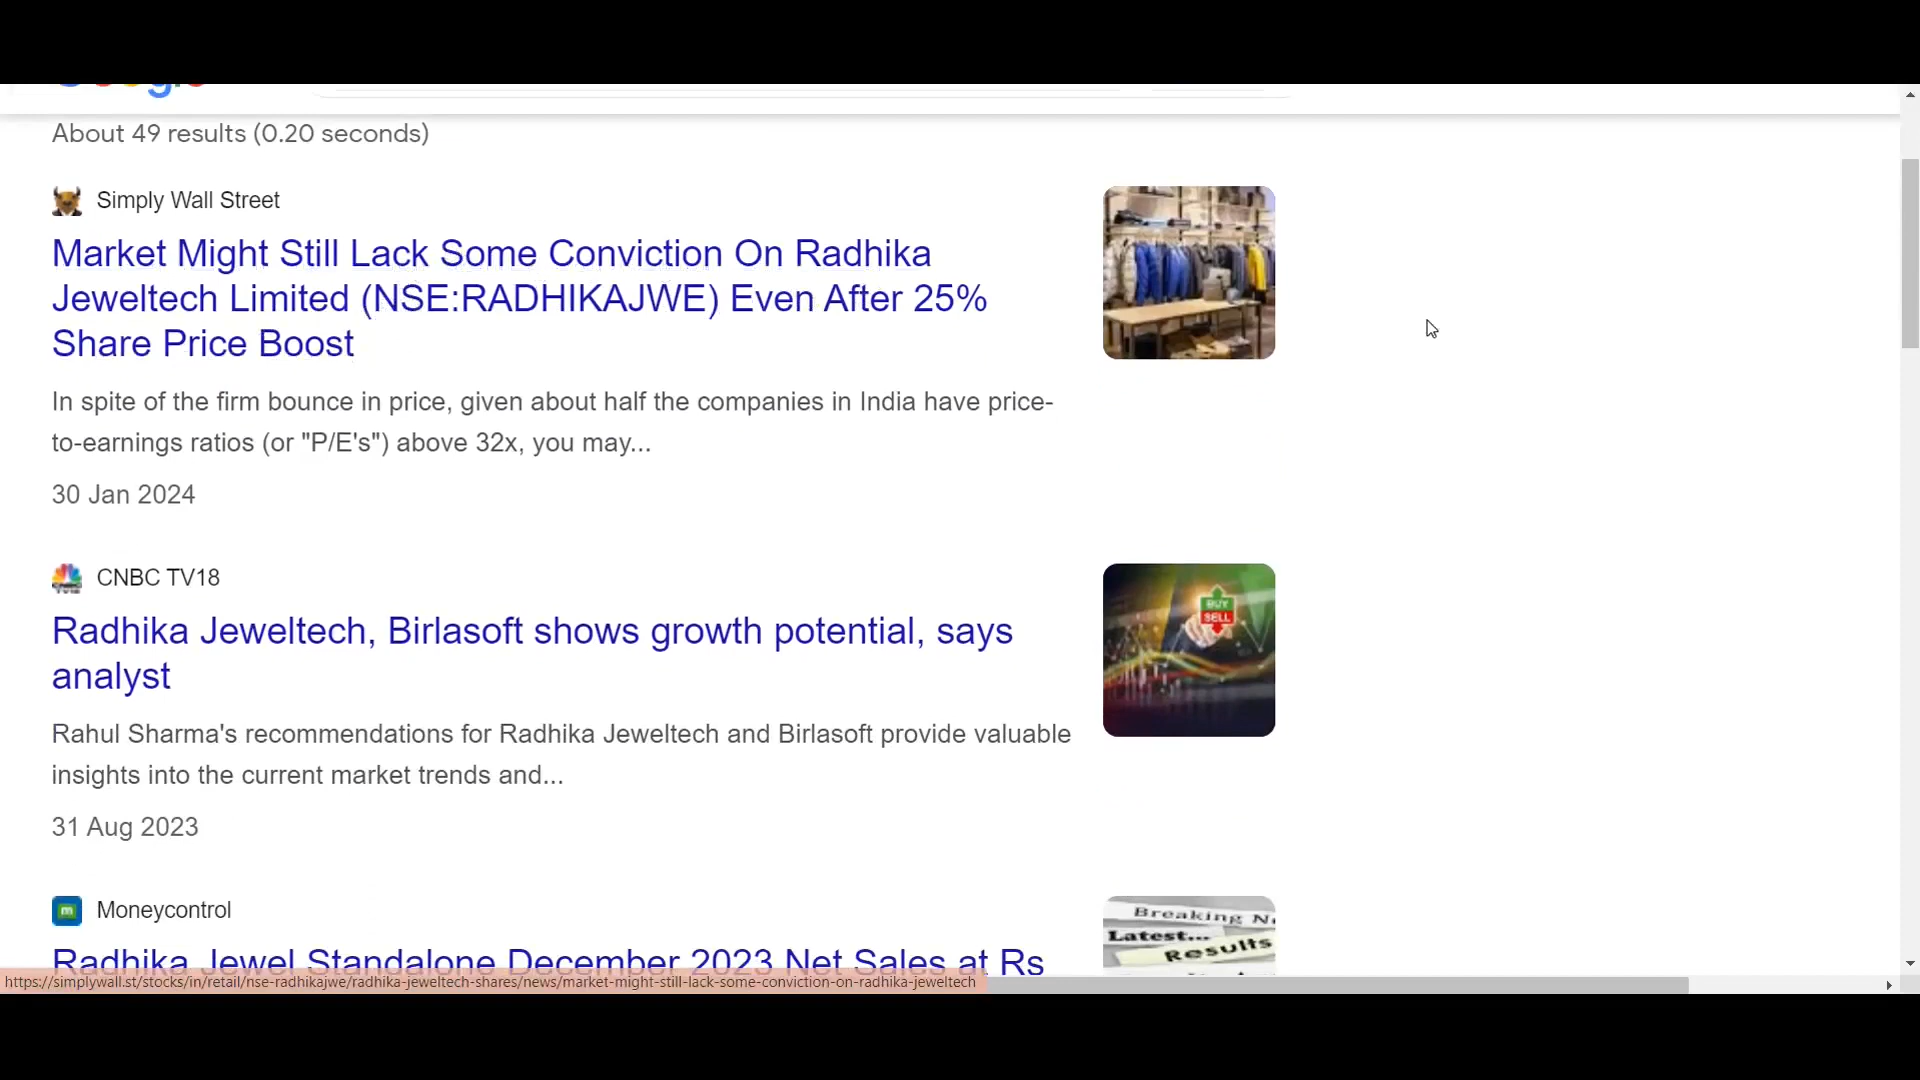 About 49 results (0.20 seconds)
Simply Wall Street
Market Might Still Lack Some Conviction On Radhika
Jeweltech Limited (NSE:RADHIKAJWE) Even After 25%
Share Price Boost
In spite of the firm bounce in price, given about half the companies in India have price-
to-earnings ratios (or "P/E's") above 32x, you may...
30 Jan 2024
CNBC TV18
Radhika Jeweltech, Birlasoft shows growth potential, says
analyst
BUY
SELL
Rahul Sharma's recommendations for Radhika Jeweltech and Birlasoft provide valuable
insights into the current market trends and...
31 Aug 2023
Moneycontrol
Breaking
Latest...
Results
Radhika Jewel Standalone December 2023 Net Sales at Rs
https://simplywall.st/stocks/in/retail/nse-radhikajwe/radhika-jeweltech-shares/news/market-might-still-lack-some-conviction-on-radhika-jeweltech